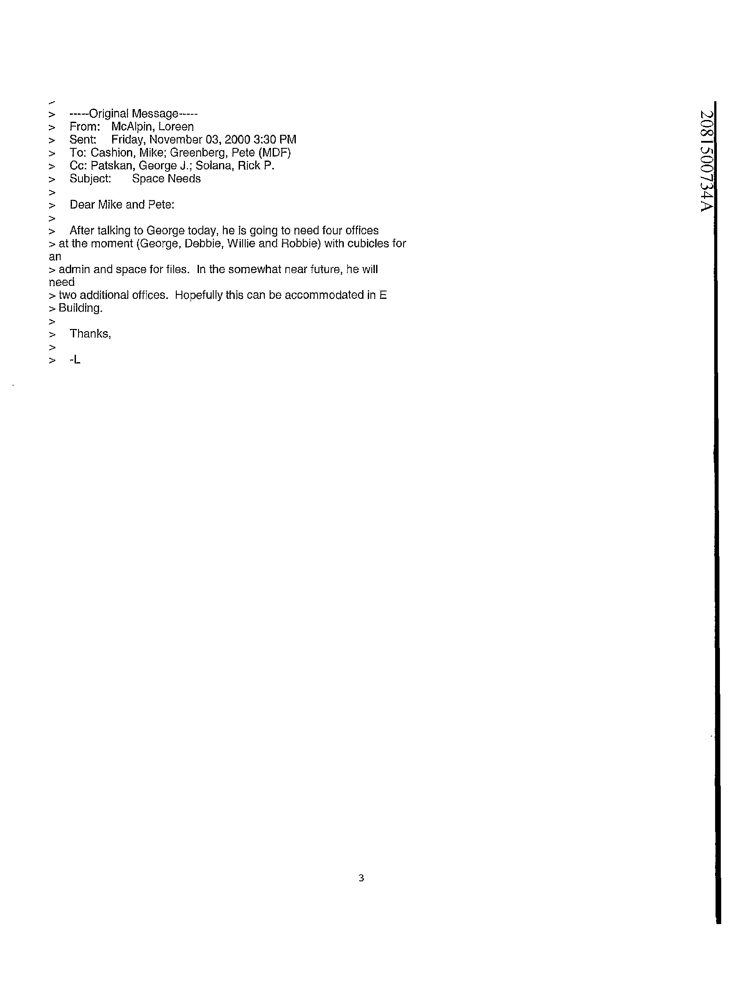 > -----Original Message-----
> From: McAlpin, Loreen
> Sent: Friday, November 03, 2000 3:30 PM
> To: Cashion, Mike; Greenberg, Pete (MDF)
> Cc: Patskan, George J.; Solana, Rick P.
> Subject: Space Needs
>
> Dear Mike and Pete:
>
> After talking to George today, he is going to need four offices
> at the moment (George, Debbie, Willie and Robbie) with cubicles for
an
> admin and space for files. In the somewhat near future, he will
need
> two additional offices. Hopefully this can be accommodated in E
> Building.
>
> Thanks,
>
> -L
3
2081500734A